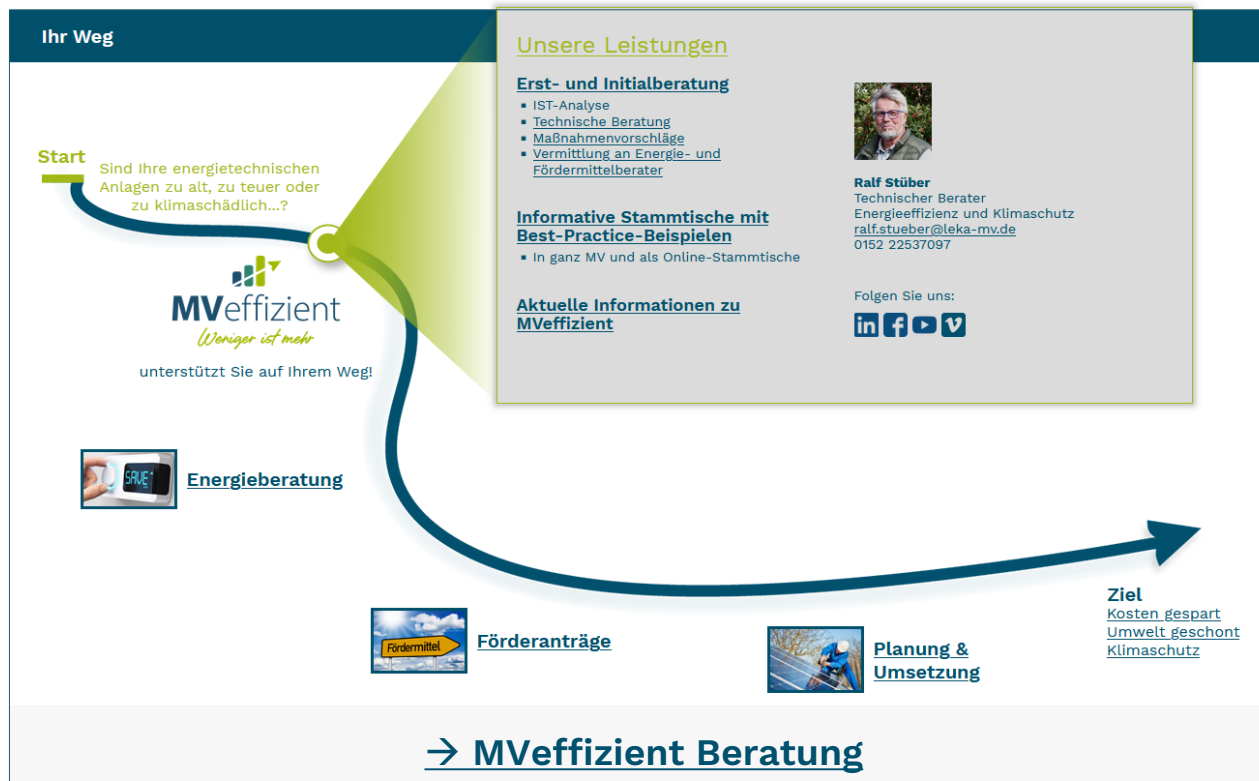 Ihr Weg
Start
Sind Ihre energietechnischen
Anlagen zu alt, zu teuer oder
zu klimaschädlich...?
MVeffizient
Weniger ist mehr
unterstützt Sie auf Ihrem Weg!
Unsere Leistungen
Erst- und Initialberatung
▪ IST-Analyse
▪ Technische Beratung
▪ Maßnahmenvorschläge
▪ Vermittlung an Energie- und
Fördermittelberater
Informative Stammtische mit
Best-Practice-Beispielen
▪ In ganz MV und als Online-Stammtische
Aktuelle Informationen zu
MVeffizient
Ralf Stüber
Technischer Berater
Energieeffizienz und Klimaschutz
ralf.stueber@leka-mv.de
0152 22537097
Folgen Sie uns:
in f v
SAVE
Energieberatung
Fördermittel
Förderanträge
Planung &
Umsetzung
Ziel
Kosten gespart
Umwelt geschont
Klimaschutz
→ MVeffizient Beratung